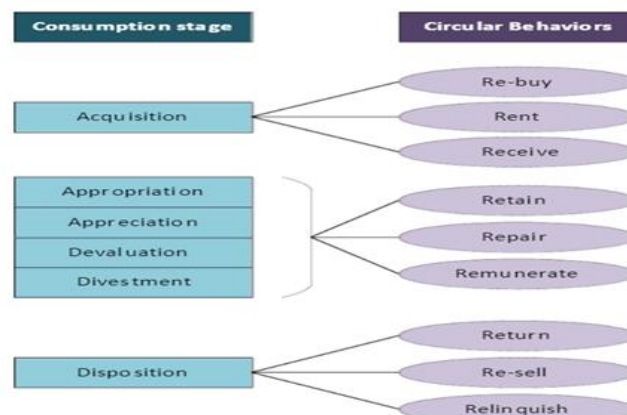 Consumption stage
Circular Behaviors
Re-buy
Acquisition
Rent
Receive
Appropriation
Appreciation
Devaluation
Divestment
Retain
Repair
Remunerate
Return
Disposition
Re-sell
Relinquish